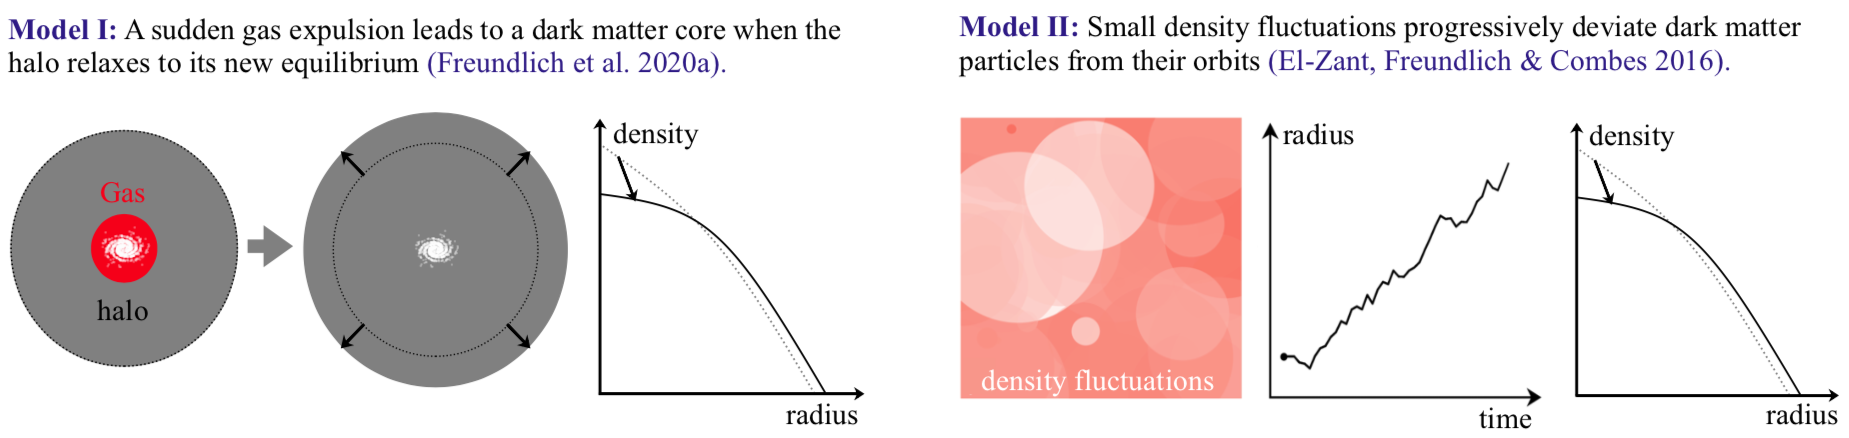 Model I: A sudden gas expulsion leads to a dark matter core when the
halo relaxes to its new equilibrium (Freundlich et al. 2020a).
Gas
halo
density
radius
Model II: Small density fluctuations progressively deviate dark matter
particles from their orbits (El-Zant, Freundlich & Combes 2016).
density fluctuations
radius
time
density
radius